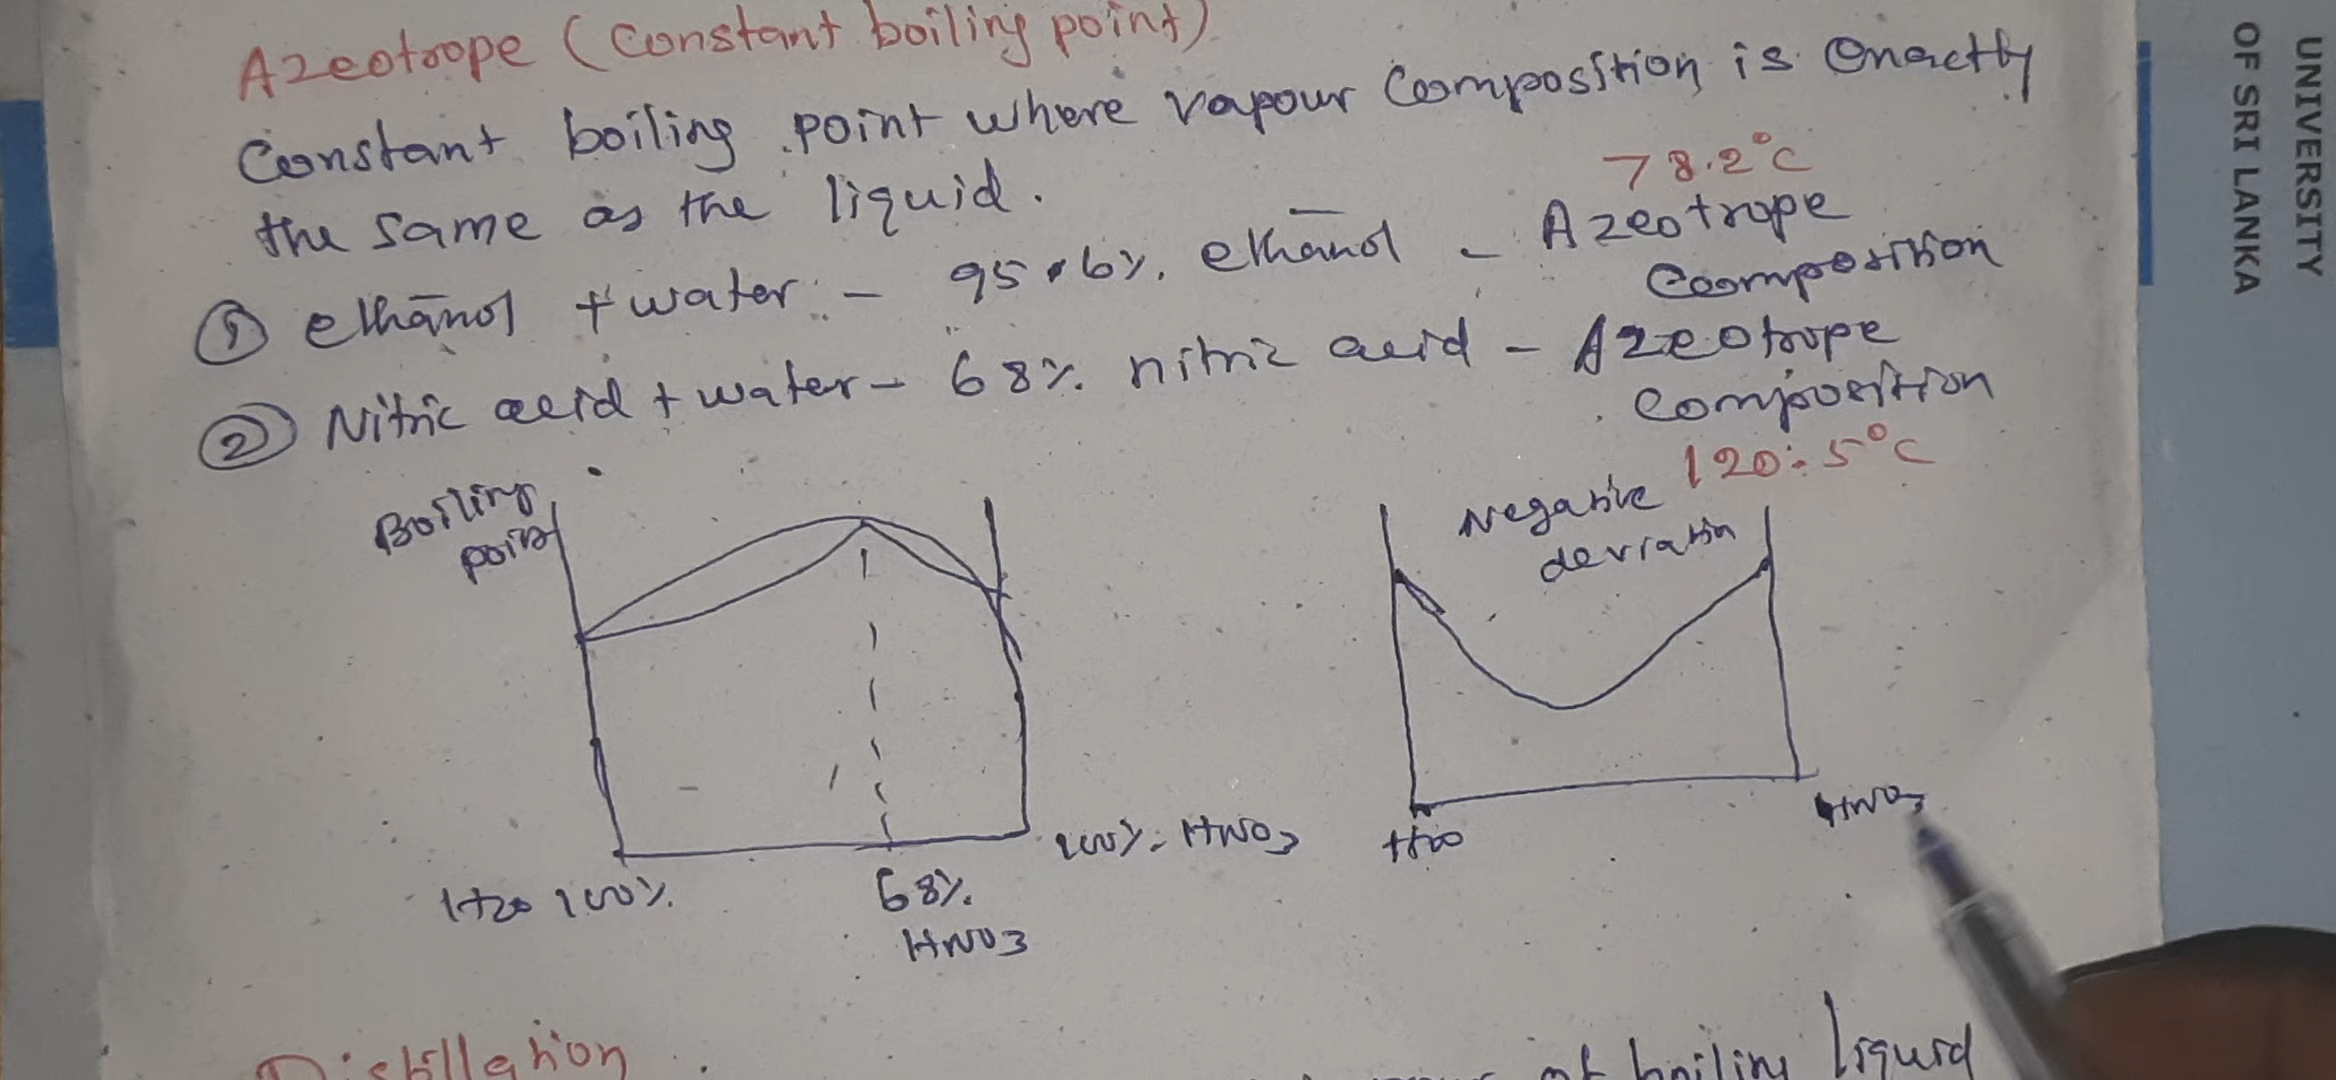 Azeotrope (constant boiling point)
Constant boiling point where vapour composition is exactly
the same as the liquid.
78.2°C
① ethanol + water - 95.6% ethanol - Azeotrope
composition
② Nitric acid + water - 68% nitric acid - Azeotrope
composition
120.5°C
Boiling
point
Negative
deviation
H2O 100%
68%
HNO3
100% HNO3
H2O
HNO3
Distillation
of boiling liquid
UNIVERSITY
OF SRI LANKA